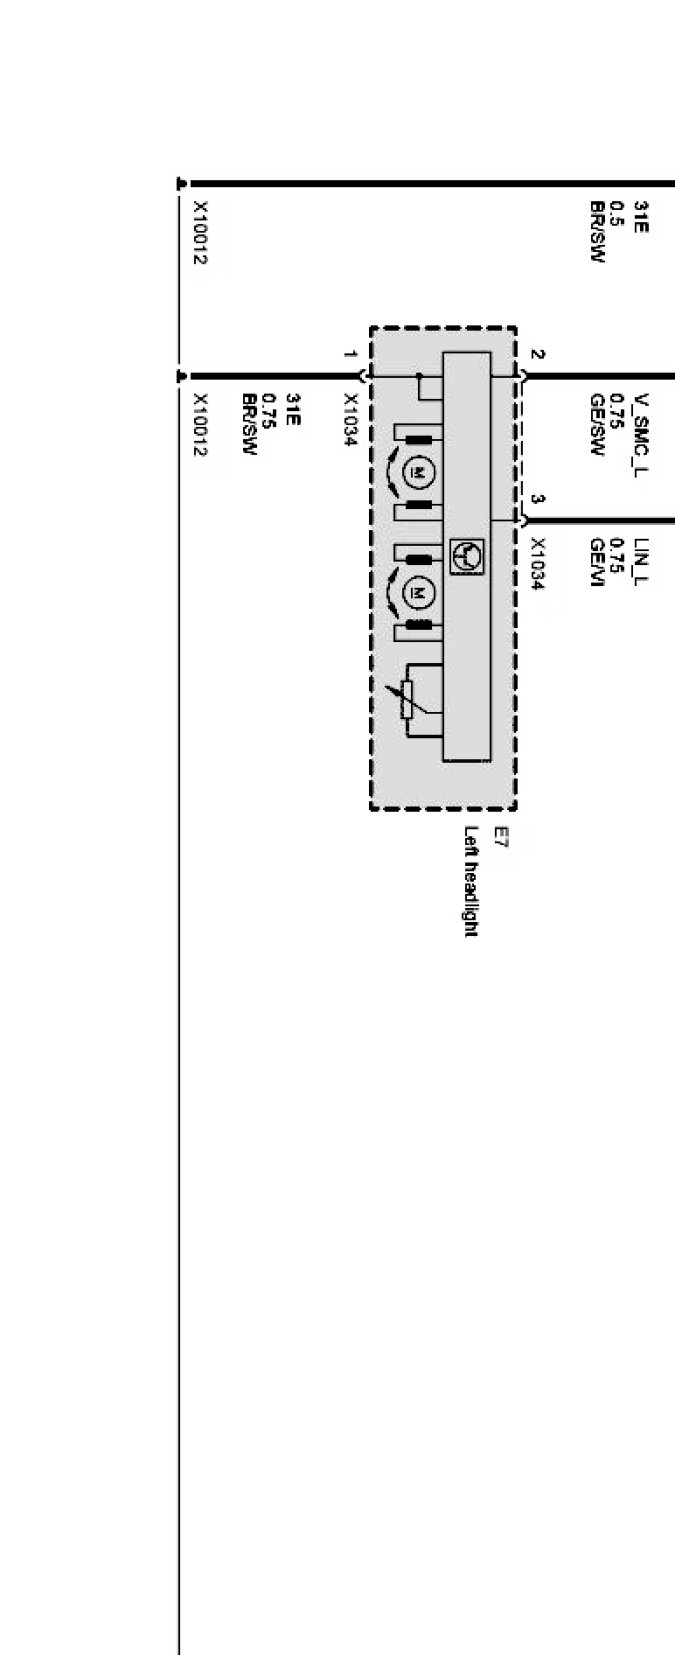 X10012
31E
0.5
BR/SW
1
X1034
2
V_SMC_L
0.75
GE/SW
31E
0.75
BR/SW
X10012
M
3
X1034
LIN_L
0.75
GE/VI
M
E7
Left headlight